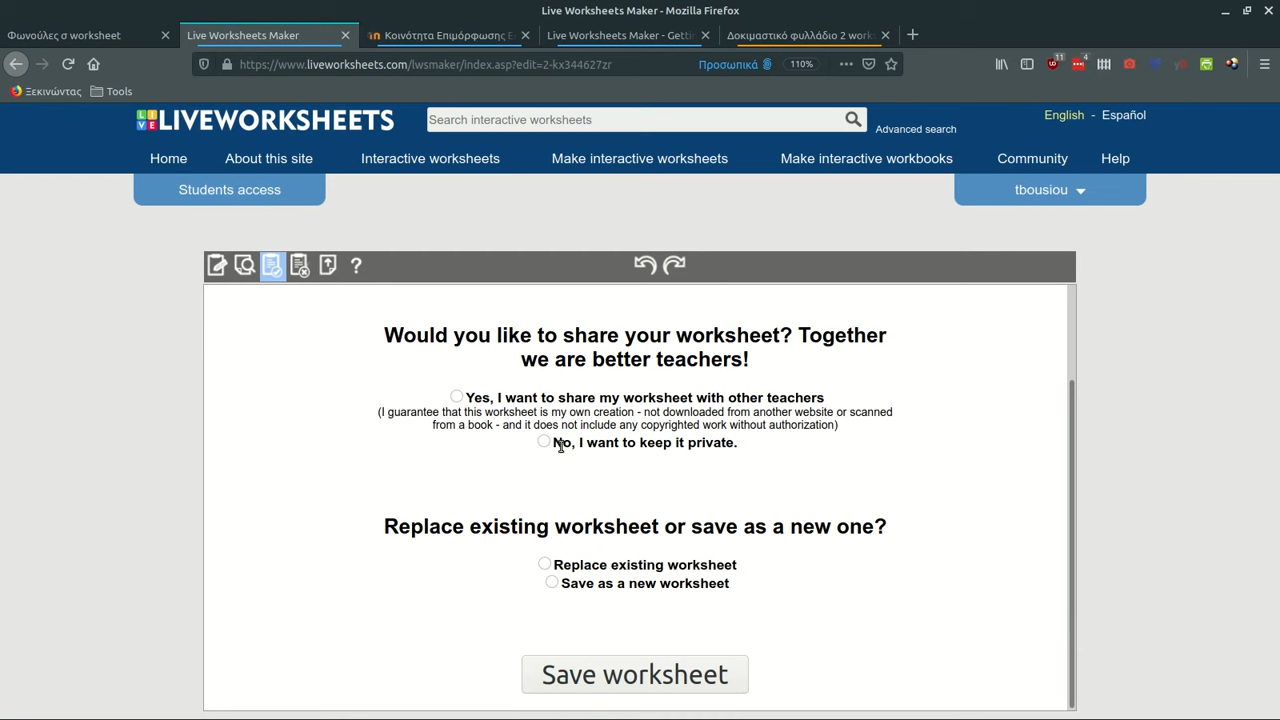 Live Worksheets Maker - Mozilla Firefox
Φωνούλες σ worksheet
Live Worksheets Maker
Κοινότητα Επιμόρφωσης Ε
Live Worksheets Maker - Getti
Δοκιμαστικό φυλλάδιο 2 work
https://www.liveworksheets.com/lwsmaker/index.asp?edit=2-kx344627zr
Προσωπικά
110%
11
4
Ξεκινώντας
Tools
LIVE
LIVEWORKSHEETS
Search interactive worksheets
Advanced search
English - Español
Home
About this site
Interactive worksheets
Make interactive worksheets
Make interactive workbooks
Community
Help
Students access
tbousiou
?
Would you like to share your worksheet? Together
we are better teachers!
Yes, I want to share my worksheet with other teachers
(I guarantee that this worksheet is my own creation - not downloaded from another website or scanned
from a book - and it does not include any copyrighted work without authorization)
No, I want to keep it private.
Replace existing worksheet or save as a new one?
Replace existing worksheet
Save as a new worksheet
Save worksheet